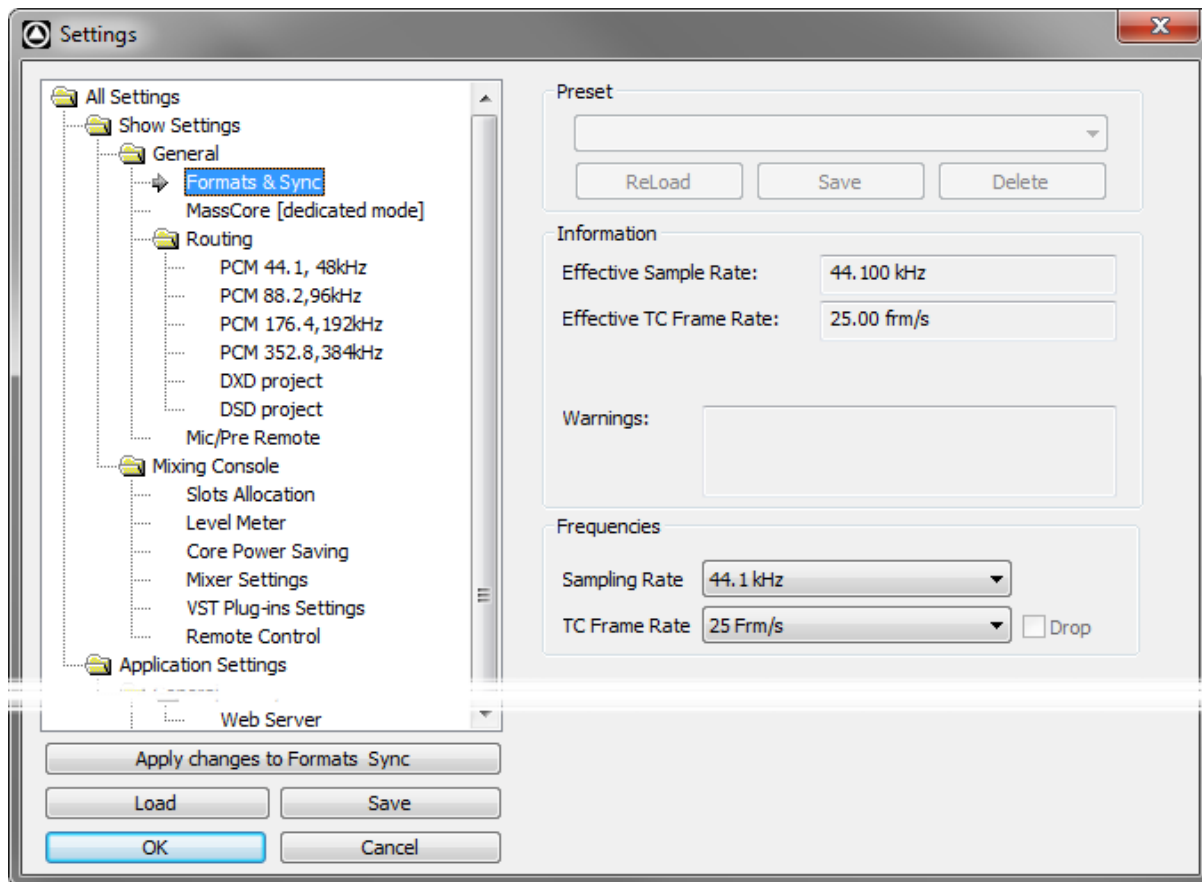 Settings
All Settings
Show Settings
General
Formats & Sync
MassCore [dedicated mode]
Routing
PCM 44.1, 48kHz
PCM 88.2,96kHz
PCM 176.4,192kHz
PCM 352.8,384kHz
DXD project
DSD project
Mic/Pre Remote
Mixing Console
Slots Allocation
Level Meter
Core Power Saving
Mixer Settings
VST Plug-ins Settings
Remote Control
Application Settings
Web Server
Apply changes to Formats  Sync
Load
Save
OK
Cancel
Preset
ReLoad
Save
Delete
Information
Effective Sample Rate:
44.100 kHz
Effective TC Frame Rate:
25.00 frm/s
Warnings:
Frequencies
Sampling Rate
44.1 kHz
TC Frame Rate
25 Frm/s
Drop